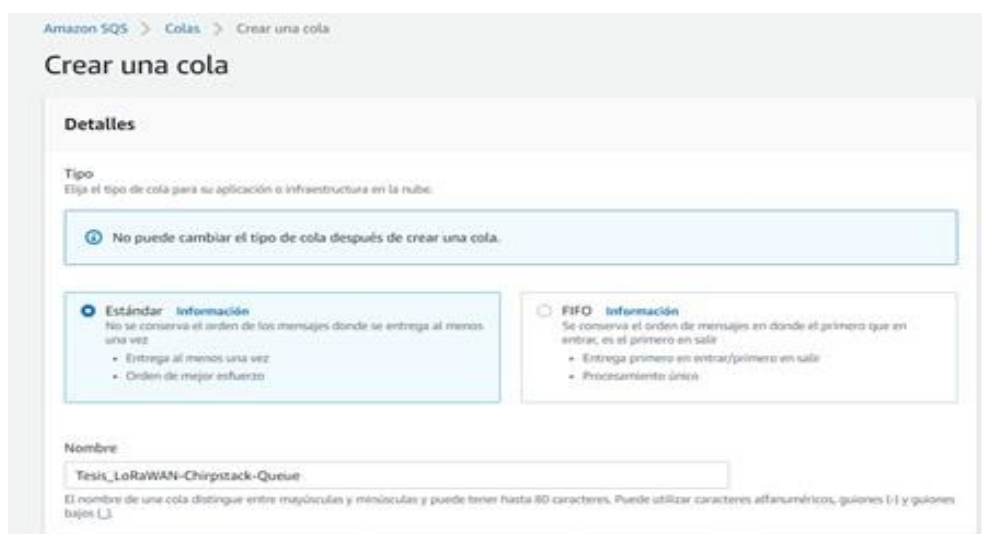 Amazon SQS > Colas > Crear una cola
Crear una cola
Detalles
Tipo
Elija el tipo de cola para su aplicación o infraestructura en la nube.
No puede cambiar el tipo de cola después de crear una cola.
Estándar Información
No se conserva el orden de los mensajes donde se entrega al menos
una vez
• Entrega al menos una vez
• Orden de mejor esfuerzo
FIFO Información
Se conserva el orden de mensajes en donde el primero que en
entrar, es el primero en salir
• Entrega primero en entrar/primero en salir
• Procesamiento único
Nombre
Tesis_LoRaWAN-Chirpstack-Queue
El nombre de una cola distingue entre mayúsculas y minúsculas y puede tener hasta 80 caracteres. Puede utilizar caracteres alfanuméricos, guiones (-) y guiones
bajos (_).